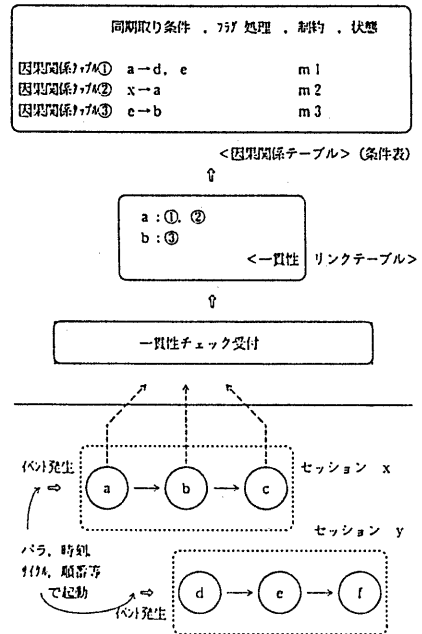 同期取り条件 , フラグ 処理 , 制約 , 状態
因果関係タップル① a→d, e m1
因果関係タップル② x→a m2
因果関係タップル③ c→b m3
<因果関係テーブル> (条件表)
⇧
a:①, ②
b:③
<一貫性 リンクテーブル>
⇧
一貫性チェック受付
イベント発生 ⇨ a → b → c セッション x
セッション y
パラ, 時刻,
サイクル, 順番等
で起動
⇨ d → e → f
イベント発生